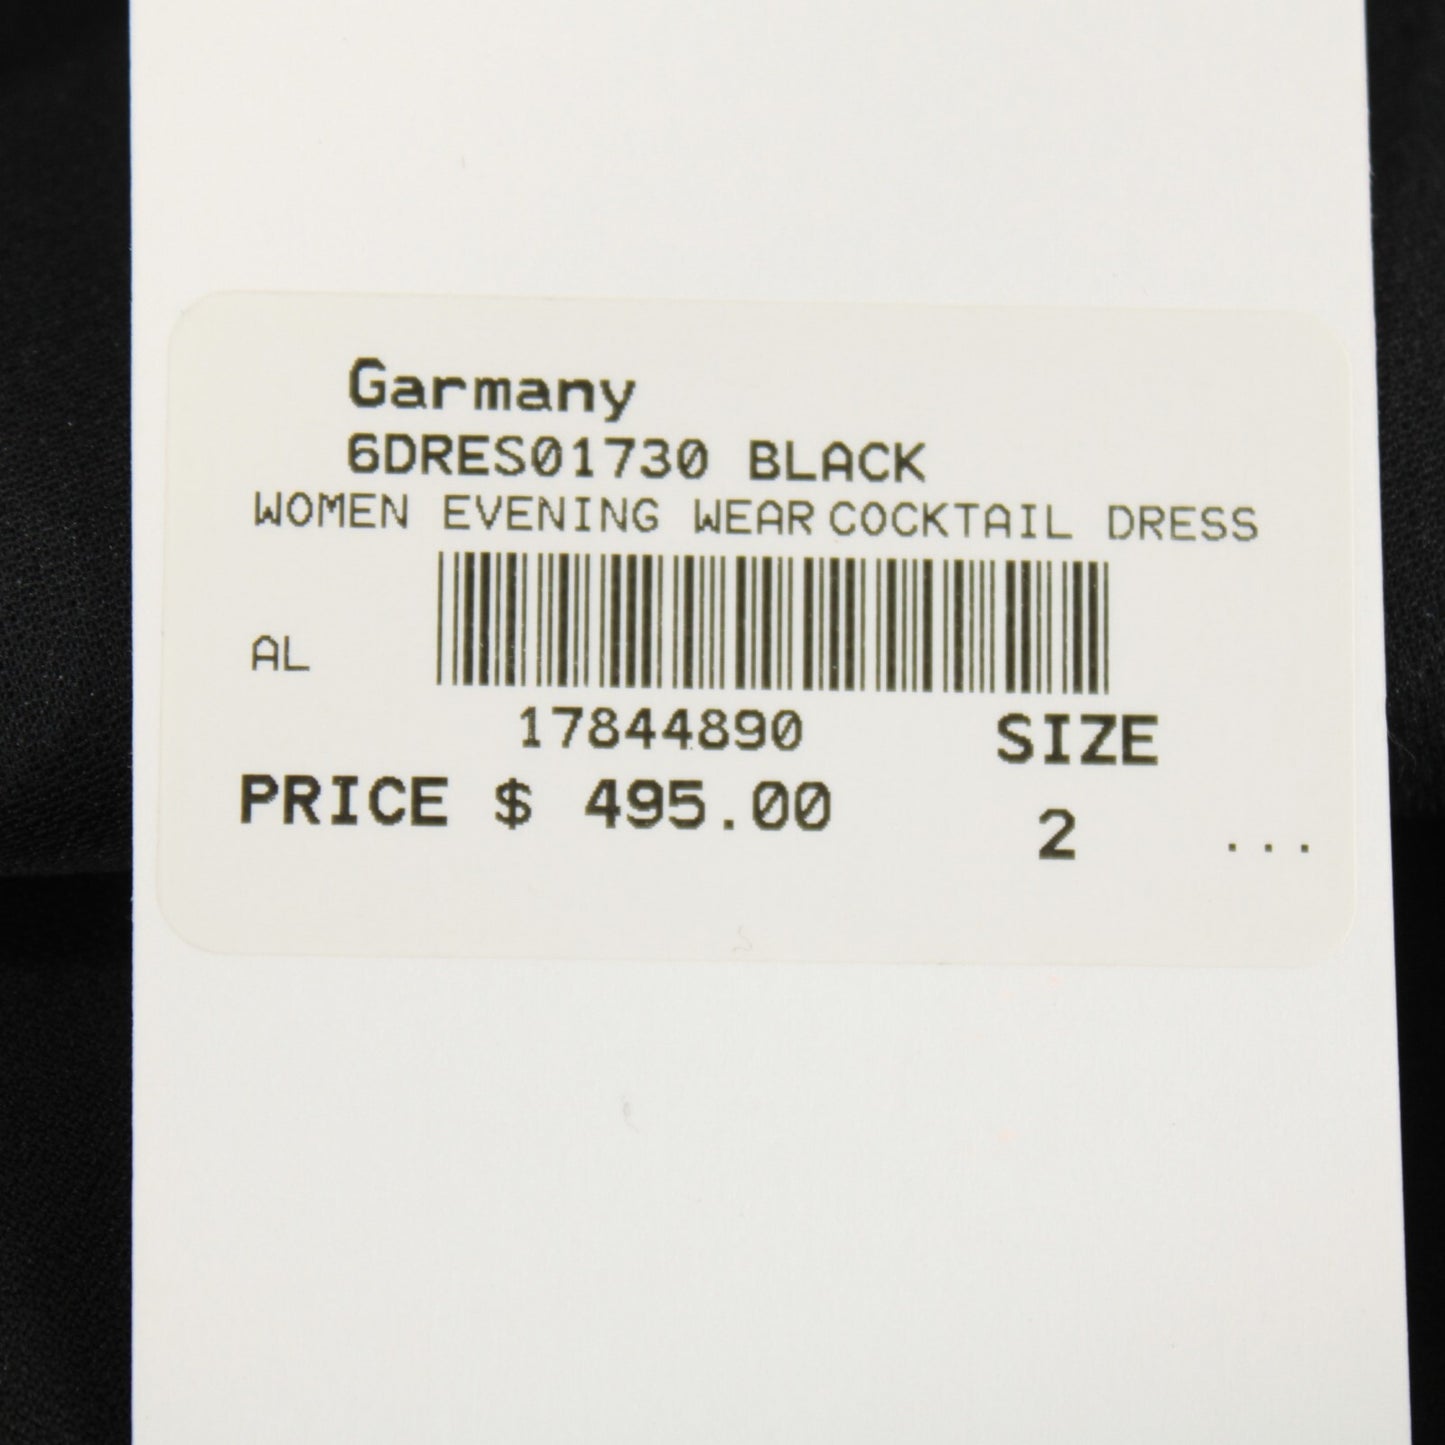 Garmany
6DRES01730 BLACK
WOMEN EVENING WEAR COCKTAIL DRESS
AL
17844890
SIZE
PRICE $ 495.00
2 ...